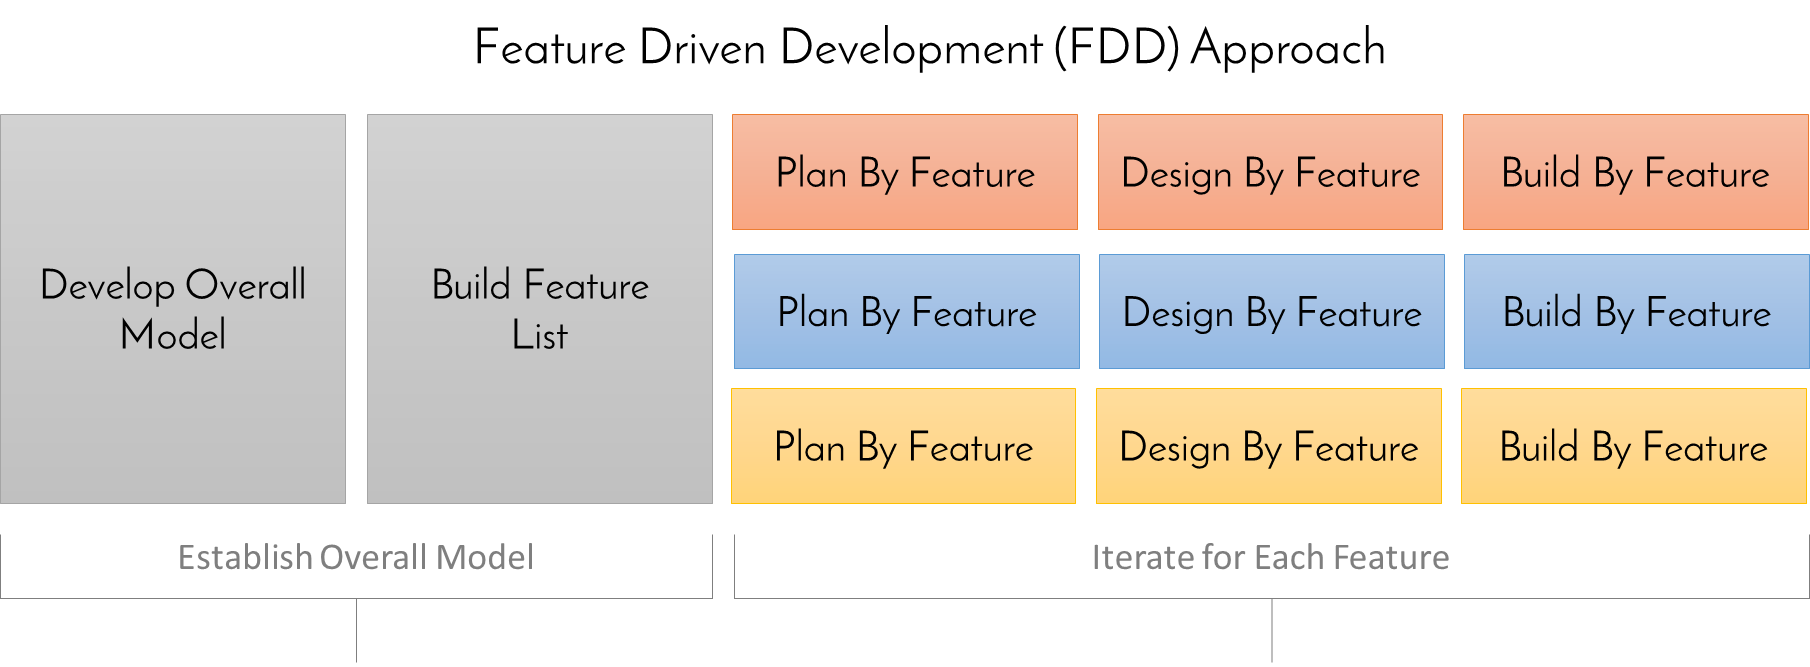 Feature Driven Development (FDD) Approach
Develop Overall
Model
Build Feature
List
Plan By Feature
Design By Feature
Build By Feature
Plan By Feature
Design By Feature
Build By Feature
Plan By Feature
Design By Feature
Build By Feature
Establish Overall Model
Iterate for Each Feature